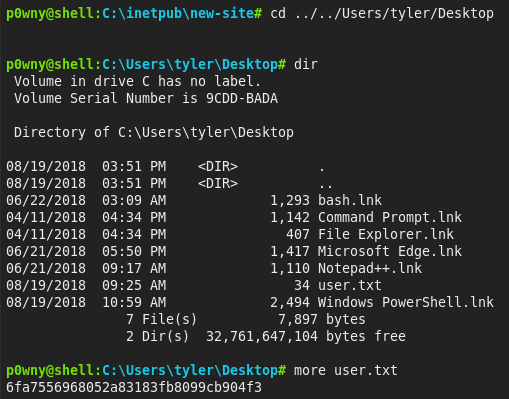 p0wny@shell:C:\inetpub\new-site# cd ../../Users/tyler/Desktop
p0wny@shell:C:\Users\tyler\Desktop# dir
Volume in drive C has no label.
Volume Serial Number is 9CDD-BADA
Directory of C:\Users\tyler\Desktop
08/19/2018  03:51 PM    <DIR>          .
08/19/2018  03:51 PM    <DIR>          ..
06/22/2018  03:09 AM             1,293 bash.lnk
04/11/2018  04:34 PM             1,142 Command Prompt.lnk
04/11/2018  04:34 PM               407 File Explorer.lnk
06/21/2018  05:50 PM             1,417 Microsoft Edge.lnk
06/21/2018  09:17 AM             1,110 Notepad++.lnk
08/19/2018  09:25 AM                34 user.txt
08/19/2018  10:59 AM             2,494 Windows PowerShell.lnk
7 File(s)          7,897 bytes
2 Dir(s)  32,761,647,104 bytes free
p0wny@shell:C:\Users\tyler\Desktop# more user.txt
6fa7556968052a83183fb8099cb904f3